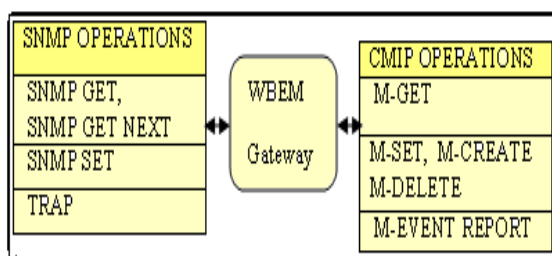 SNMP OPERATIONS
SNMP GET,
SNMP GET NEXT
SNMP SET
TRAP
WBEM
Gateway
CMIP OPERATIONS
M-GET
M-SET, M-CREATE
M-DELETE
M-EVENT REPORT